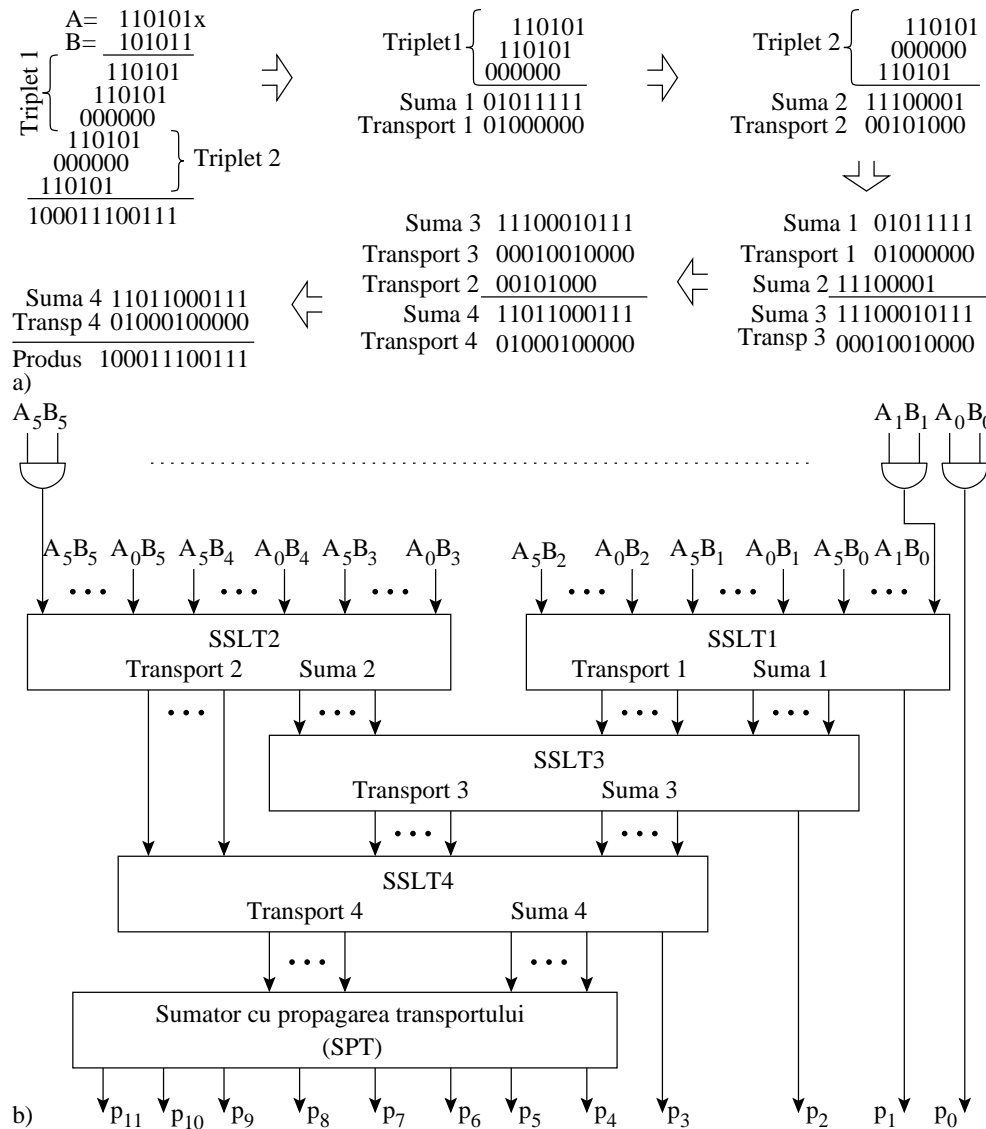 A= 110101x
B= 101011
Triplet 1
110101
110101
000000
110101
000000
110101
Triplet 2
100011100111
Triplet1
110101
110101
000000
Suma 1 01011111
Transport 1 01000000
Triplet 2
110101
000000
110101
Suma 2 11100001
Transport 2 00101000
Suma 1 01011111
Transport 1 01000000
Suma 2 11100001
Suma 3 11100010111
Transp 3 00010010000
Suma 3 11100010111
Transport 3 00010010000
Transport 2 00101000
Suma 4 11011000111
Transport 4 01000100000
Suma 4 11011000111
Transp 4 01000100000
Produs 100011100111
a)
A5B5 A1B1 A0B0
A5B5 A0B5 A5B4 A0B4 A5B3 A0B3 A5B2 A0B2 A5B1 A0B1 A5B0 A1B0
SSLT2
Transport 2 Suma 2
SSLT1
Transport 1 Suma 1
SSLT3
Transport 3 Suma 3
SSLT4
Transport 4 Suma 4
Sumator cu propagarea transportului
(SPT)
b) p11 p10 p9 p8 p7 p6 p5 p4 p3 p2 p1 p0